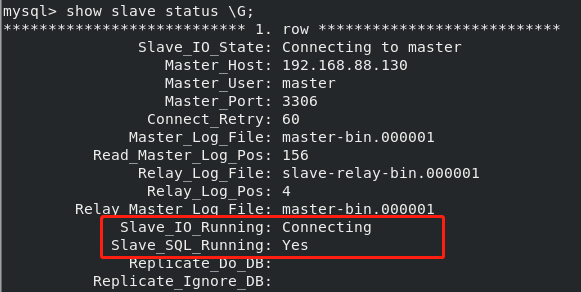 mysql> show slave status \G;
*************************** 1. row ***************************
Slave_IO_State: Connecting to master
Master_Host: 192.168.88.130
Master_User: master
Master_Port: 3306
Connect_Retry: 60
Master_Log_File: master-bin.000001
Read_Master_Log_Pos: 156
Relay_Log_File: slave-relay-bin.000001
Relay_Log_Pos: 4
Relay_Master_Log_File: master-bin.000001
Slave_IO_Running: Connecting
Slave_SQL_Running: Yes
Replicate_Do_DB:
Replicate_Ignore_DB: